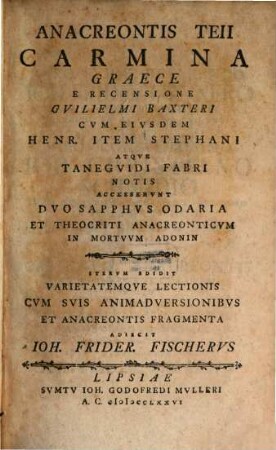 ANACREONTIS TEII
CARMINA
GRAECE
E RECENSIONE
GVILIELMI BAXTERI
CVM EIVSDEM
HENR. ITEM STEPHANI
ATQVE
TANEGVIDI FABRI
NOTIS
ACCESSERVNT
DVO SAPPHVS ODARIA
ET THEOCRITI ANACREONTICVM
IN MORTVVM ADONIN
ITERVM EDIDIT
VARIETATEMQVE LECTIONIS
CVM SVIS ANIMADVERSIONIBVS
ET ANACREONTIS FRAGMENTA
ADIECIT
IOH. FRIDER. FISCHERVS
LIPSIAE
SVMTV IOH. GODOFREDI MVLLERI
A. C. cIↃIↃccLXXVI